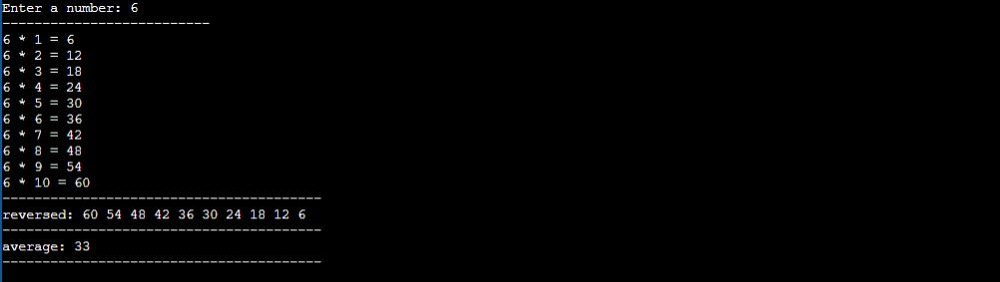 Enter a number: 6
--------------------------
6 * 1 = 6
6 * 2 = 12
6 * 3 = 18
6 * 4 = 24
6 * 5 = 30
6 * 6 = 36
6 * 7 = 42
6 * 8 = 48
6 * 9 = 54
6 * 10 = 60
----------------------------------------
reversed: 60 54 48 42 36 30 24 18 12 6
----------------------------------------
average: 33
----------------------------------------